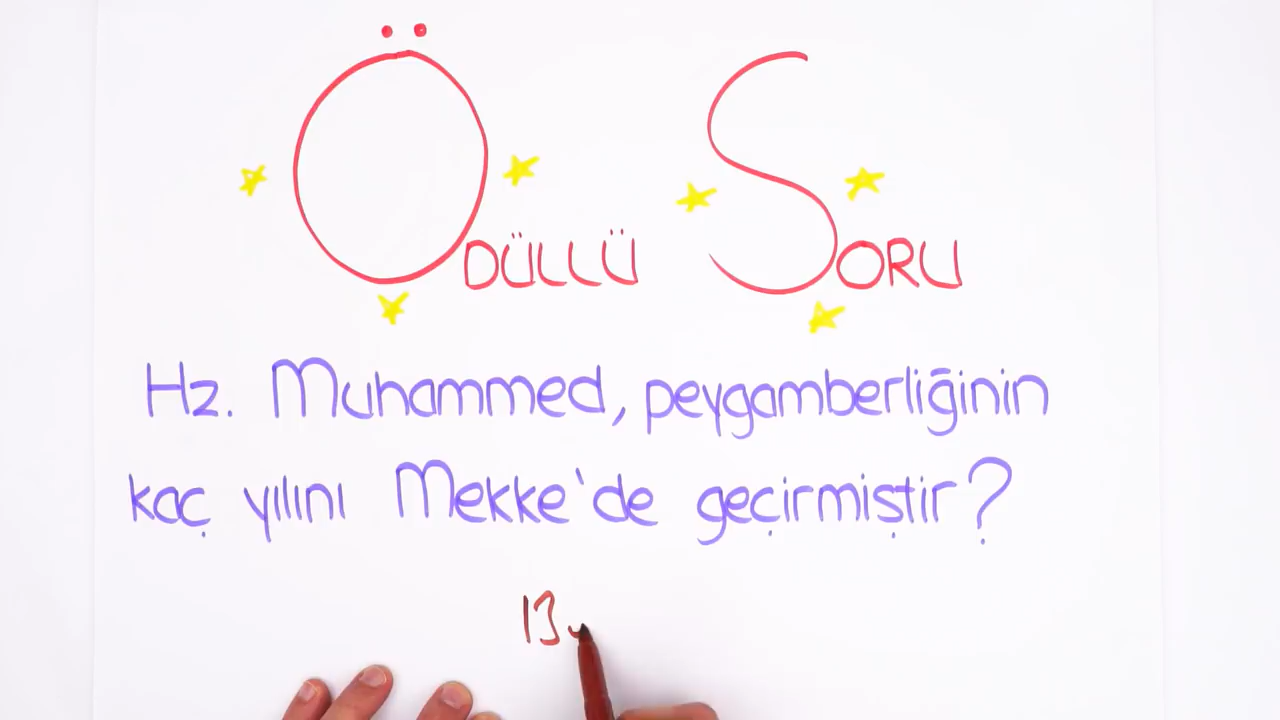 ÖDÜLLÜ SORU
Hz. Muhammed, peygamberliğinin
kaç yılını Mekke'de geçirmiştir?
13